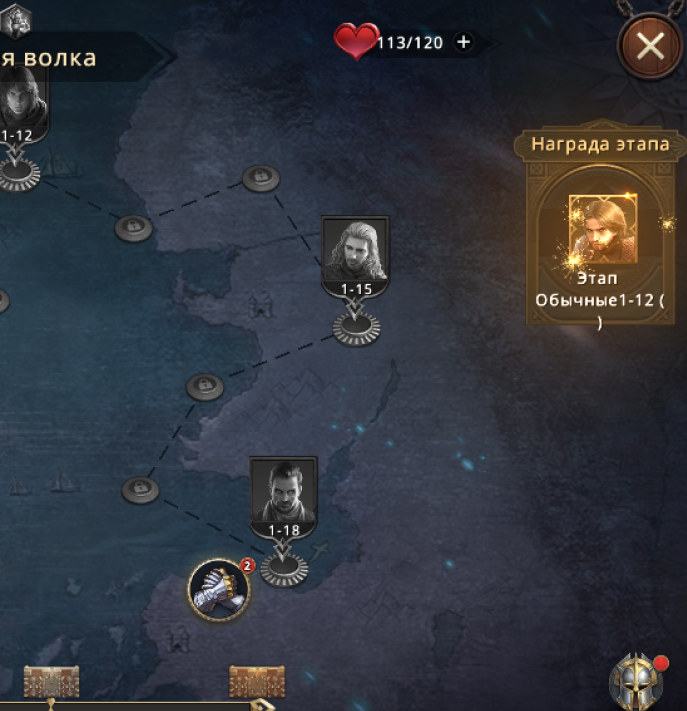 113/120 +
я волка
1-12
Награда этапа
1-15
Этап
Обычные1-12 (
)
1-18
2